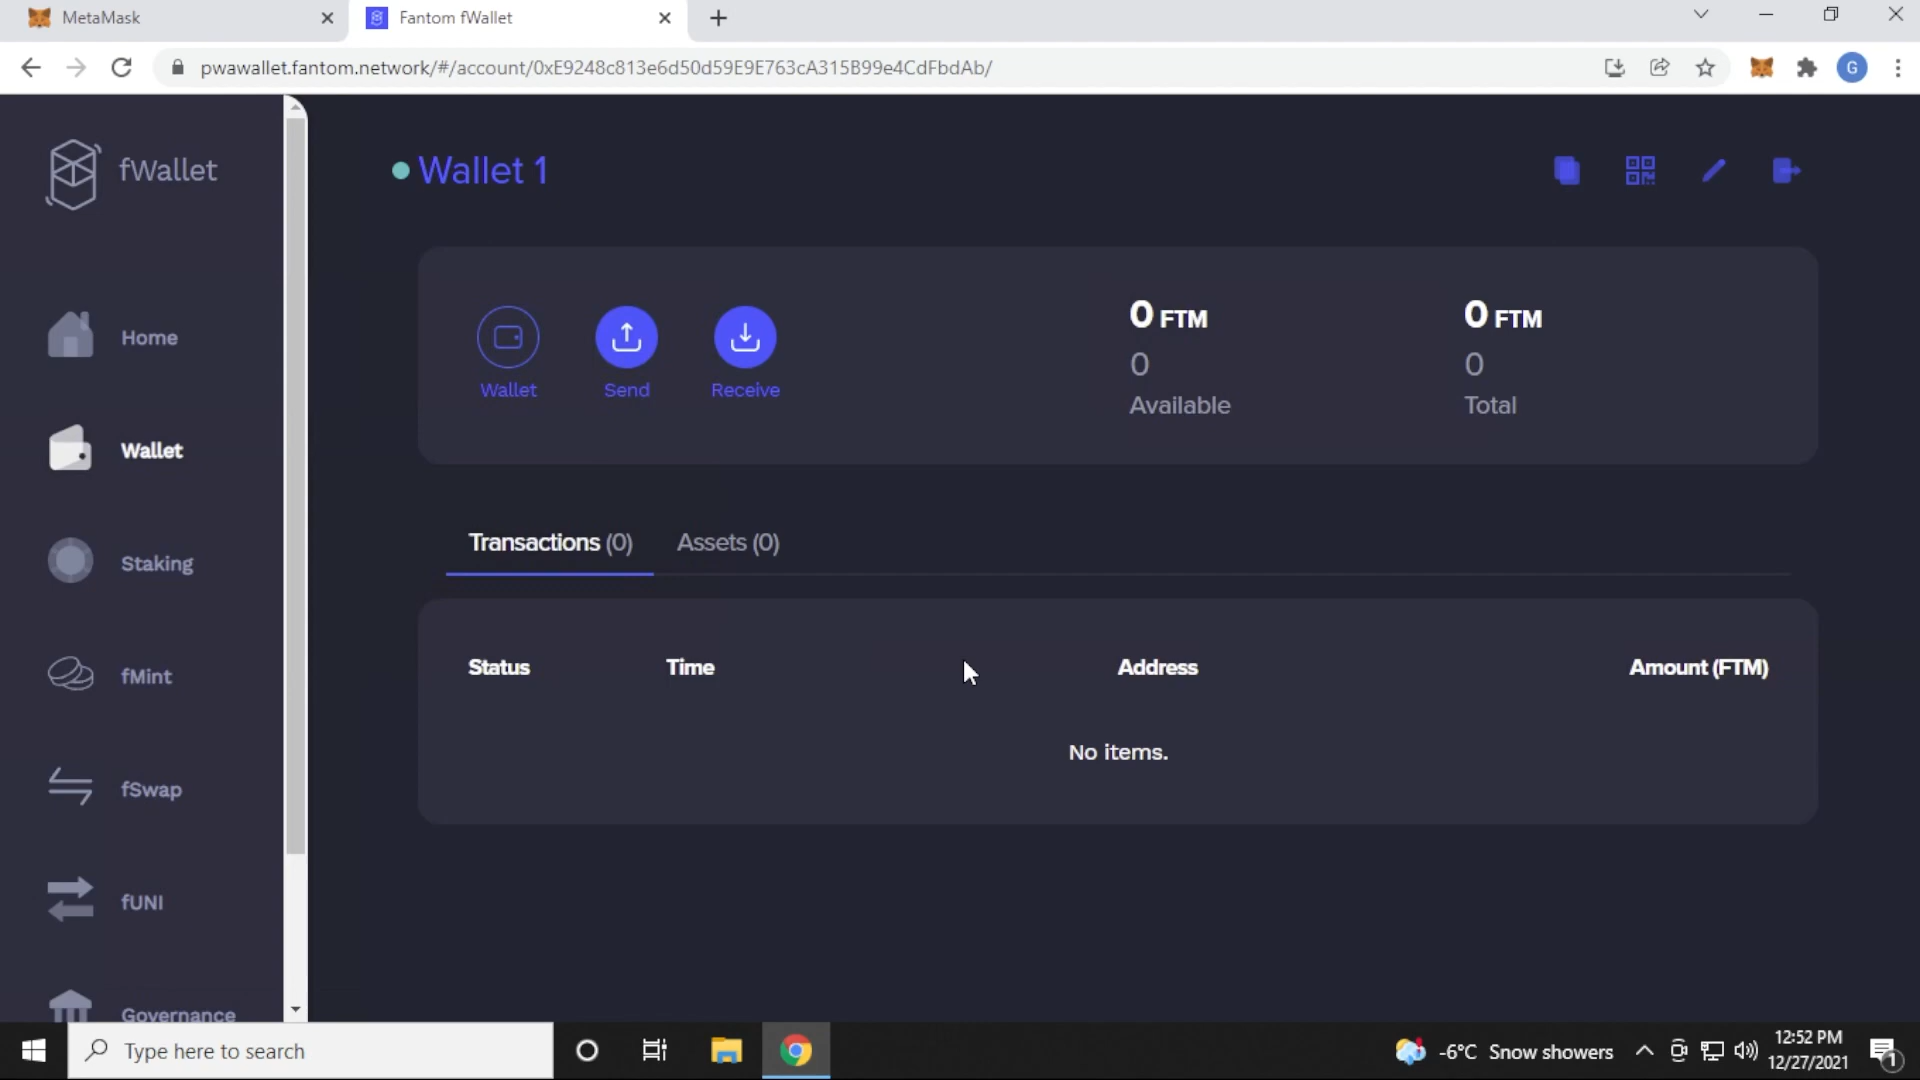 MetaMask
Fantom fWallet
pwawallet.fantom.network/#/account/0xE9248c813e6d50d59E9E763cA315B99e4CdFbdAb/
G
fWallet
Wallet 1
Home
Wallet
Staking
fMint
fSwap
fUNI
Governance
Wallet
Send
Receive
0 FTM
0
Available
0 FTM
0
Total
Transactions (0)
Assets (0)
Status
Time
Address
Amount (FTM)
No items.
Type here to search
-6°C Snow showers
12:52 PM
12/27/2021
1